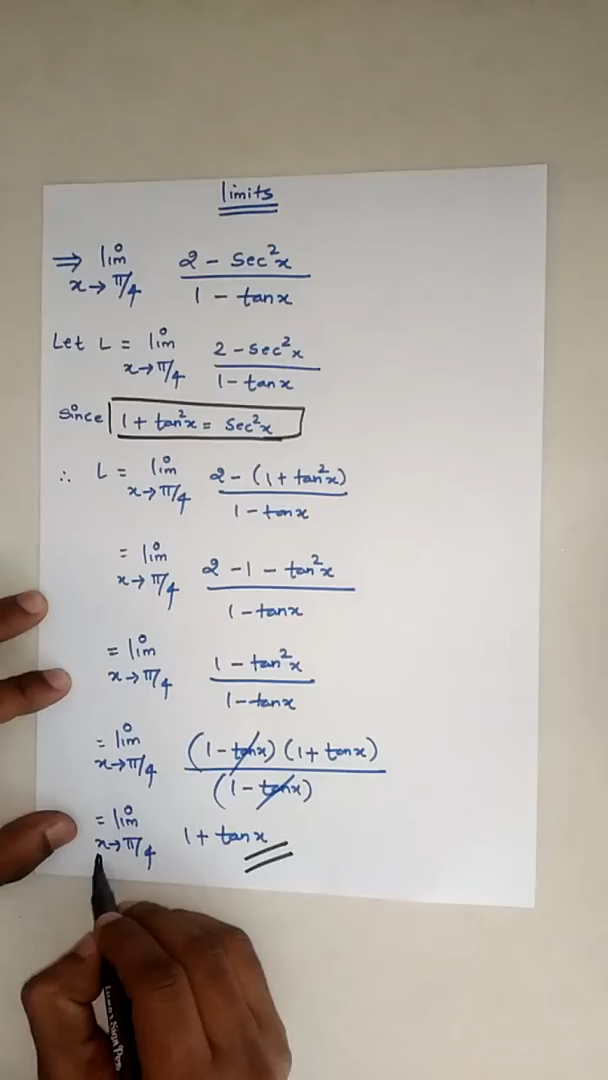 limits
⇒ lim x→π/4 (2 - sec²x)/(1 - tanx)
Let L = lim x→π/4 (2 - sec²x)/(1 - tanx)
Since 1 + tan²x = sec²x
∴ L = lim x→π/4 (2 - (1 + tan²x))/(1 - tanx)
= lim x→π/4 (2 - 1 - tan²x)/(1 - tanx)
= lim x→π/4 (1 - tan²x)/(1 - tanx)
= lim x→π/4 ((1 - tanx)(1 + tanx))/(1 - tanx)
= lim x→π/4 1 + tanx